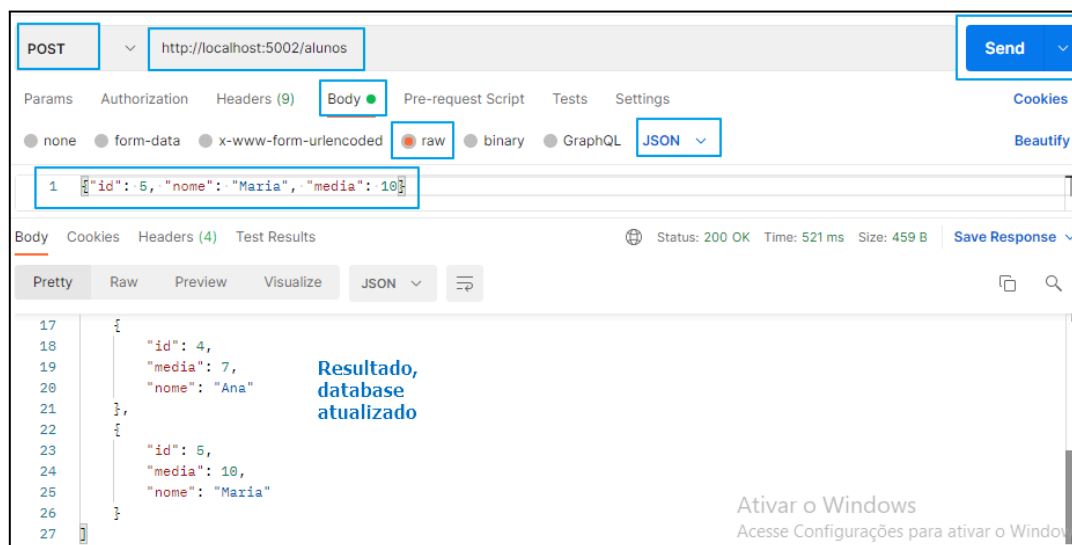 POST http://localhost:5002/alunos Send
Params Authorization Headers (9) Body Pre-request Script Tests Settings Cookies
none form-data x-www-form-urlencoded raw binary GraphQL JSON Beautify
1 {"id": 5, "nome": "Maria", "media": 10}
Body Cookies Headers (4) Test Results Status: 200 OK Time: 521 ms Size: 459 B Save Response
Pretty Raw Preview Visualize JSON
17 {
18 "id": 4,
19 "media": 7,
20 "nome": "Ana"
21 },
22 {
23 "id": 5,
24 "media": 10,
25 "nome": "Maria"
26 }
27 ]
Resultado,
database
atualizado
Ativar o Windows
Acesse Configurações para ativar o Window